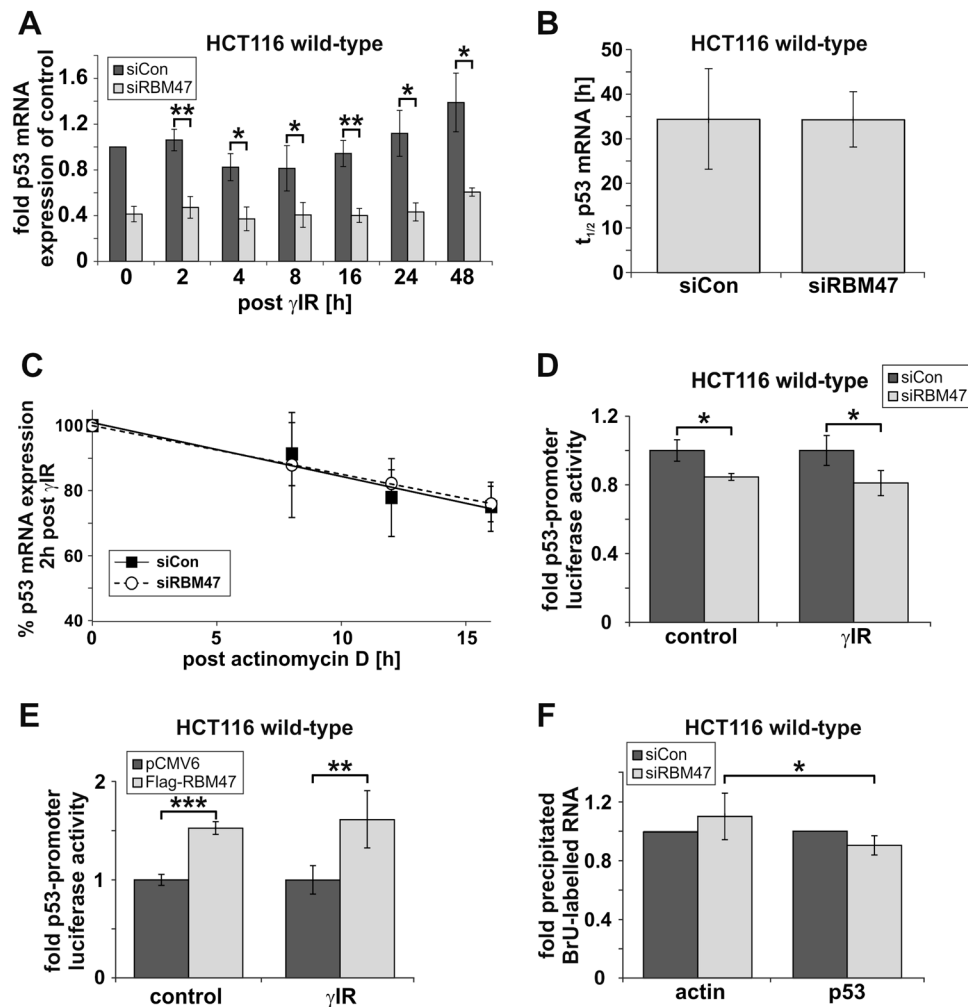 A
HCT116 wild-type
siCon
siRBM47
fold p53 mRNA
expression of control
1.6
1.2
0.8
0.4
0
** * * ** * *
0 2 4 8 16 24 48
post γIR [h]
B
HCT116 wild-type
t1/2 p53 mRNA [h]
50
40
30
20
10
0
siCon siRBM47
C
% p53 mRNA expression
2h post γIR
100
80
60
40
siCon
siRBM47
0 5 10 15
post actinomycin D [h]
D
HCT116 wild-type
siCon
siRBM47
fold p53-promoter
luciferase activity
1.2
0.8
0.4
0
* *
control γIR
E
HCT116 wild-type
pCMV6
Flag-RBM47
fold p53-promoter
luciferase activity
2
1
0
*** **
control γIR
F
HCT116 wild-type
siCon
siRBM47
fold precipitated
BrU-labelled RNA
1.2
0.8
0.4
0
*
actin p53